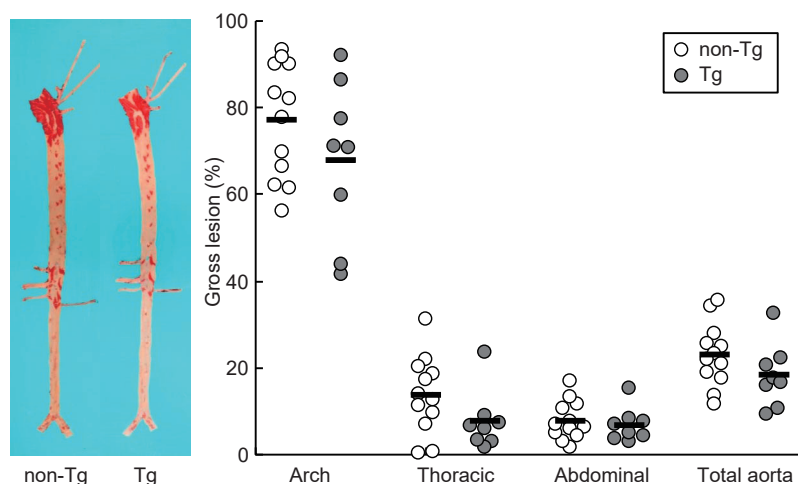 non-Tg Tg
Gross lesion (%)
100
80
60
40
20
0
non-Tg
Tg
Arch Thoracic Abdominal Total aorta